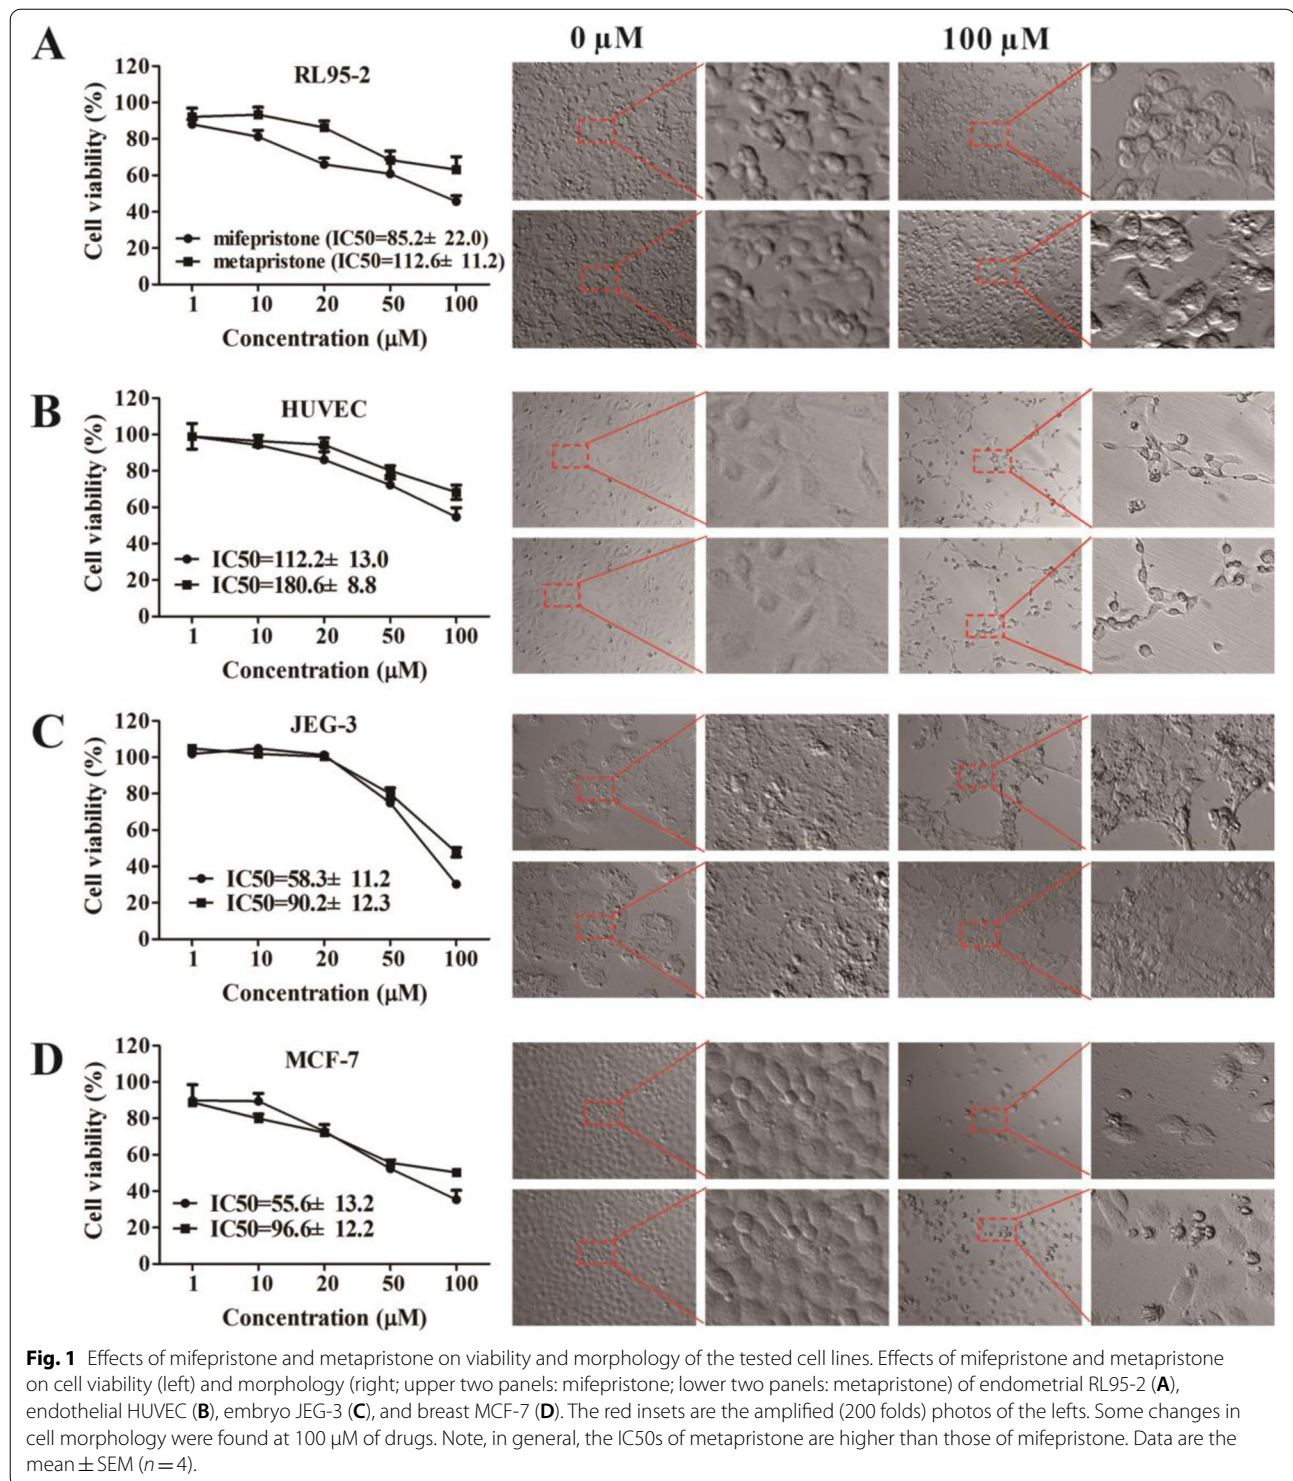 A
0 µM
100 µM
RL95-2
120
100
80
60
40
20
0
Cell viability (%)
mifepristone (IC50=85.2± 22.0)
metapristone (IC50=112.6± 11.2)
1 10 20 50 100
Concentration (µM)
B
HUVEC
120
100
80
60
40
20
0
Cell viability (%)
IC50=112.2± 13.0
IC50=180.6± 8.8
1 10 20 50 100
Concentration (µM)
C
JEG-3
120
100
80
60
40
20
0
Cell viability (%)
IC50=58.3± 11.2
IC50=90.2± 12.3
1 10 20 50 100
Concentration (µM)
D
MCF-7
120
100
80
60
40
20
0
Cell viability (%)
IC50=55.6± 13.2
IC50=96.6± 12.2
1 10 20 50 100
Concentration (µM)
Fig. 1 Effects of mifepristone and metapristone on viability and morphology of the tested cell lines. Effects of mifepristone and metapristone
on cell viability (left) and morphology (right; upper two panels: mifepristone; lower two panels: metapristone) of endometrial RL95-2 (A),
endothelial HUVEC (B), embryo JEG-3 (C), and breast MCF-7 (D). The red insets are the amplified (200 folds) photos of the lefts. Some changes in
cell morphology were found at 100 µM of drugs. Note, in general, the IC50s of metapristone are higher than those of mifepristone. Data are the
mean ± SEM (n = 4).